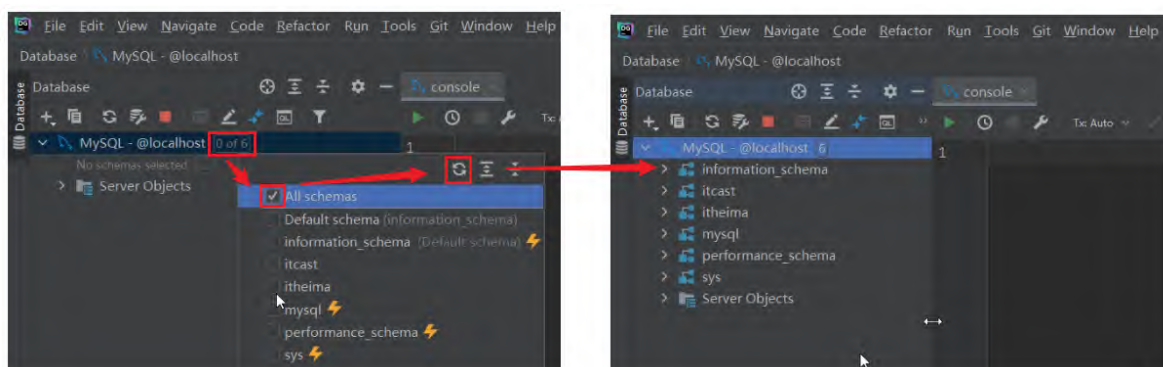 File Edit View Navigate Code Refactor Run Tools Git Window Help
Database MySQL - @localhost
Database
Database
console
Tx:
MySQL - @localhost 0 of 6
1
No schemas selected
Server Objects
All schemas
Default schema (information_schema)
information_schema (Default schema)
itcast
itheima
mysql
performance_schema
sys
File Edit View Navigate Code Refactor Run Tools Git Window Help
Database MySQL - @localhost
Database
Database
console
Tx: Auto
MySQL - @localhost 6
1
information_schema
itcast
itheima
mysql
performance_schema
sys
Server Objects